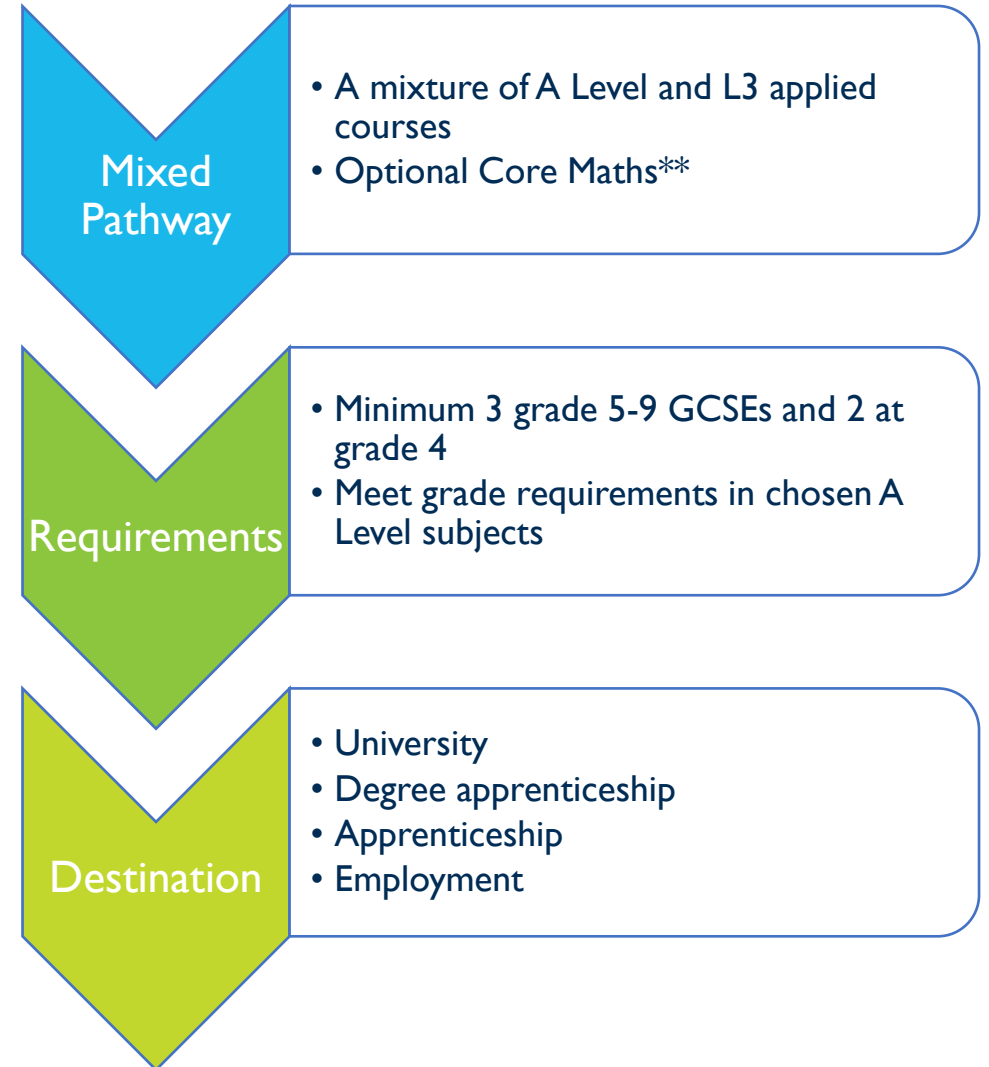 Mixed
Pathway
• A mixture of A Level and L3 applied
courses
• Optional Core Maths**
Requirements
• Minimum 3 grade 5-9 GCSEs and 2 at
grade 4
• Meet grade requirements in chosen A
Level subjects
Destination
• University
• Degree apprenticeship
• Apprenticeship
• Employment